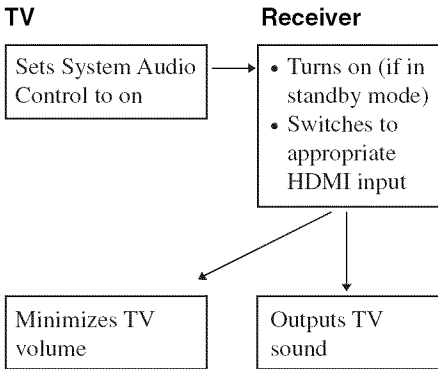 TV
Receiver
Sets System Audio
Control to on
• Turns on (if in
standby mode)
• Switches to
appropriate
HDMI input
Minimizes TV
volume
Outputs TV
sound